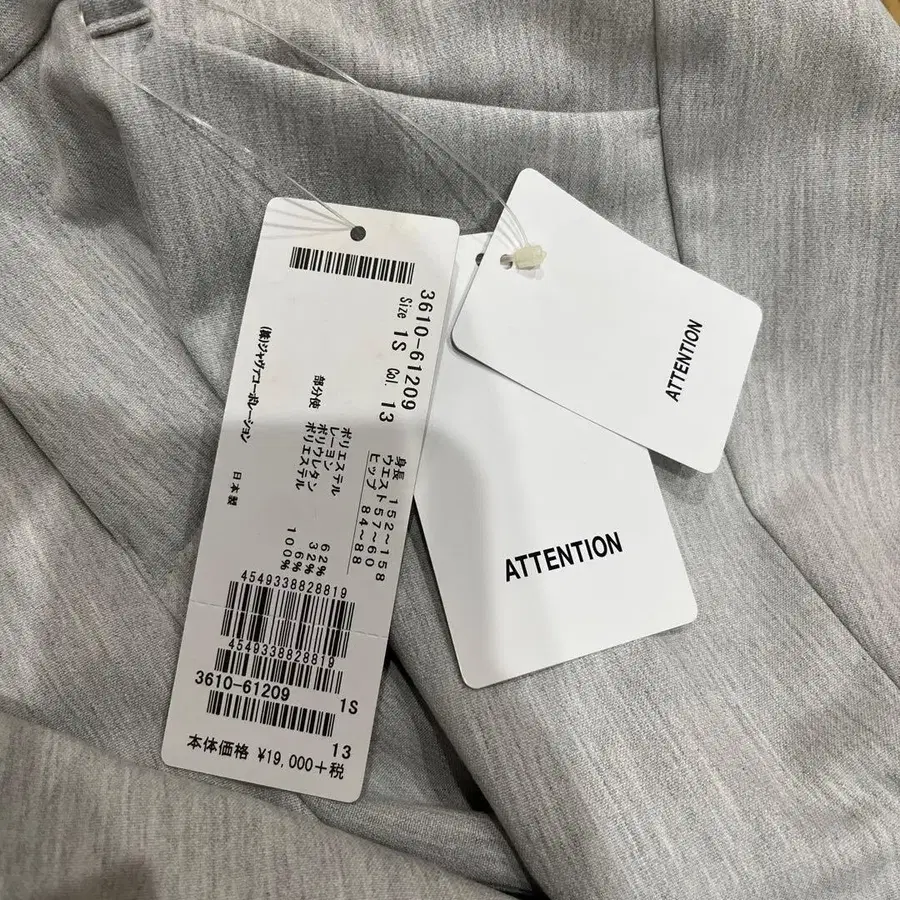 3610-61209
Size 1S Col. 13
身長 152~158
ウエスト 57~60
ヒップ 84~88
ポリエステル 62%
レーヨン 32%
ポリウレタン 6%
部分使 ポリエステル 100%
(株)ジャヴァコーポレーション
日本製
4549338828819
4549338828819
3610-61209
1S
13
本体価格 ¥19,000+税
ATTENTION
ATTENTION